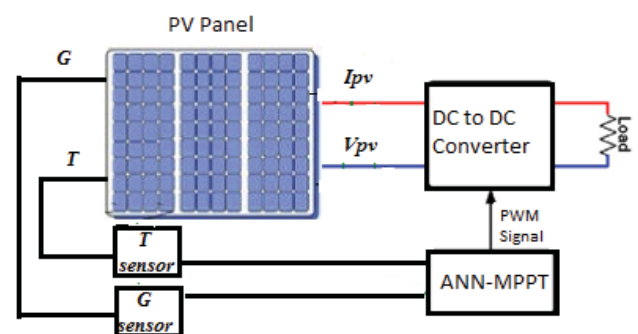 PV Panel
G
Ipv
DC to DC
Converter
Load
T
Vpv
PWM
Signal
T
sensor
ANN-MPPT
G
sensor